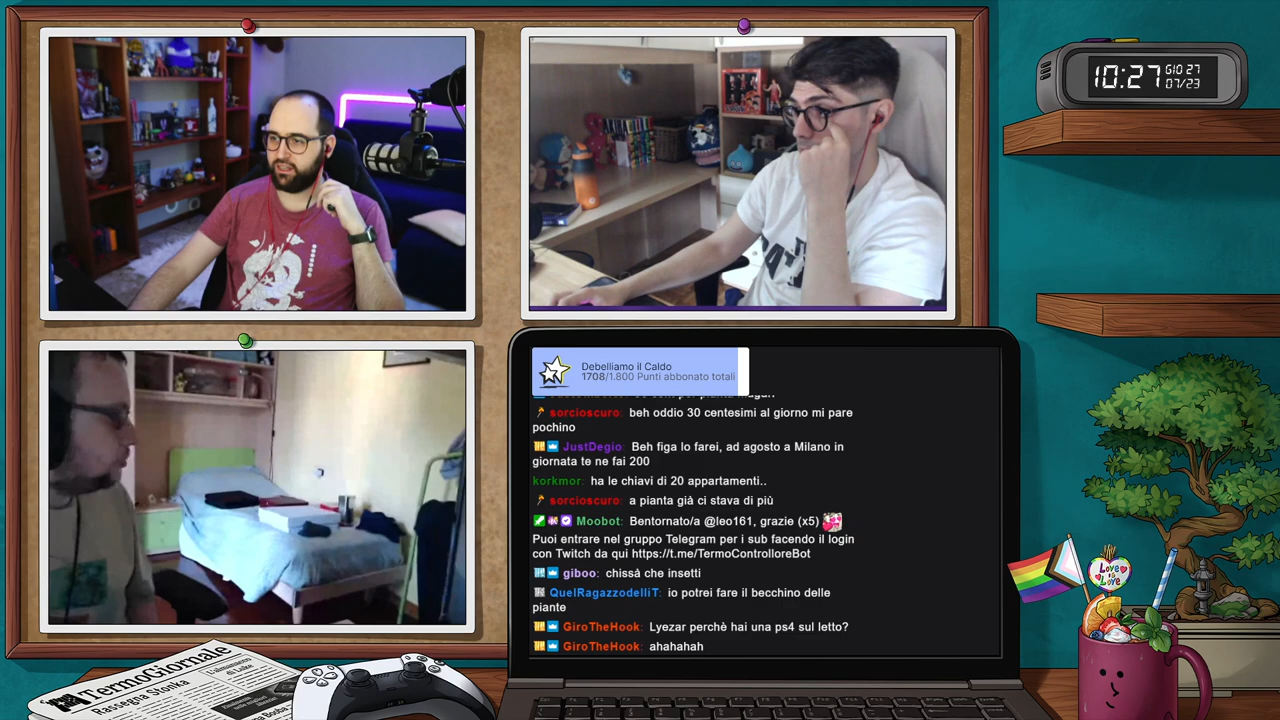 10:27 GIO 27
07/23
Debelliamo il Caldo
1708/1.800 Punti abbonato totali
sorcioscuro: beh oddio 30 centesimi al giorno mi pare
pochino
JustDegio: Beh figa lo farei, ad agosto a Milano in
giornata te ne fai 200
korkmor: ha le chiavi di 20 appartamenti..
sorcioscuro: a pianta già ci stava di più
Moobot: Bentornato/a @leo161, grazie (x5)
Puoi entrare nel gruppo Telegram per i sub facendo il login
con Twitch da qui https://t.me/TermoControlloreBot
giboo: chissà che insetti
QuelRagazzodelliT: io potrei fare il becchino delle
piante
GiroTheHook: Lyezar perchè hai una ps4 sul letto?
GiroTheHook: ahahahah
Love
is
Love
TermoGiornale
Rassegna Slonka
L'almanacco
di Luke